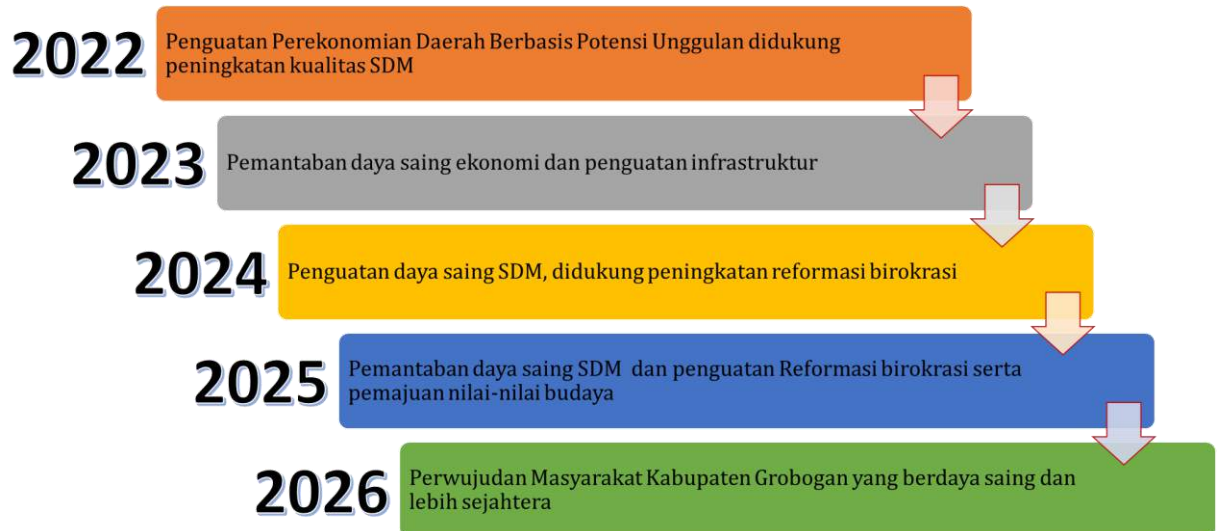 2022
Penguatan Perekonomian Daerah Berbasis Potensi Unggulan didukung
peningkatan kualitas SDM
2023
Pemantaban daya saing ekonomi dan penguatan infrastruktur
2024
Penguatan daya saing SDM, didukung peningkatan reformasi birokrasi
2025
Pemantaban daya saing SDM dan penguatan Reformasi birokrasi serta
pemajuan nilai-nilai budaya
2026
Perwujudan Masyarakat Kabupaten Grobogan yang berdaya saing dan
lebih sejahtera